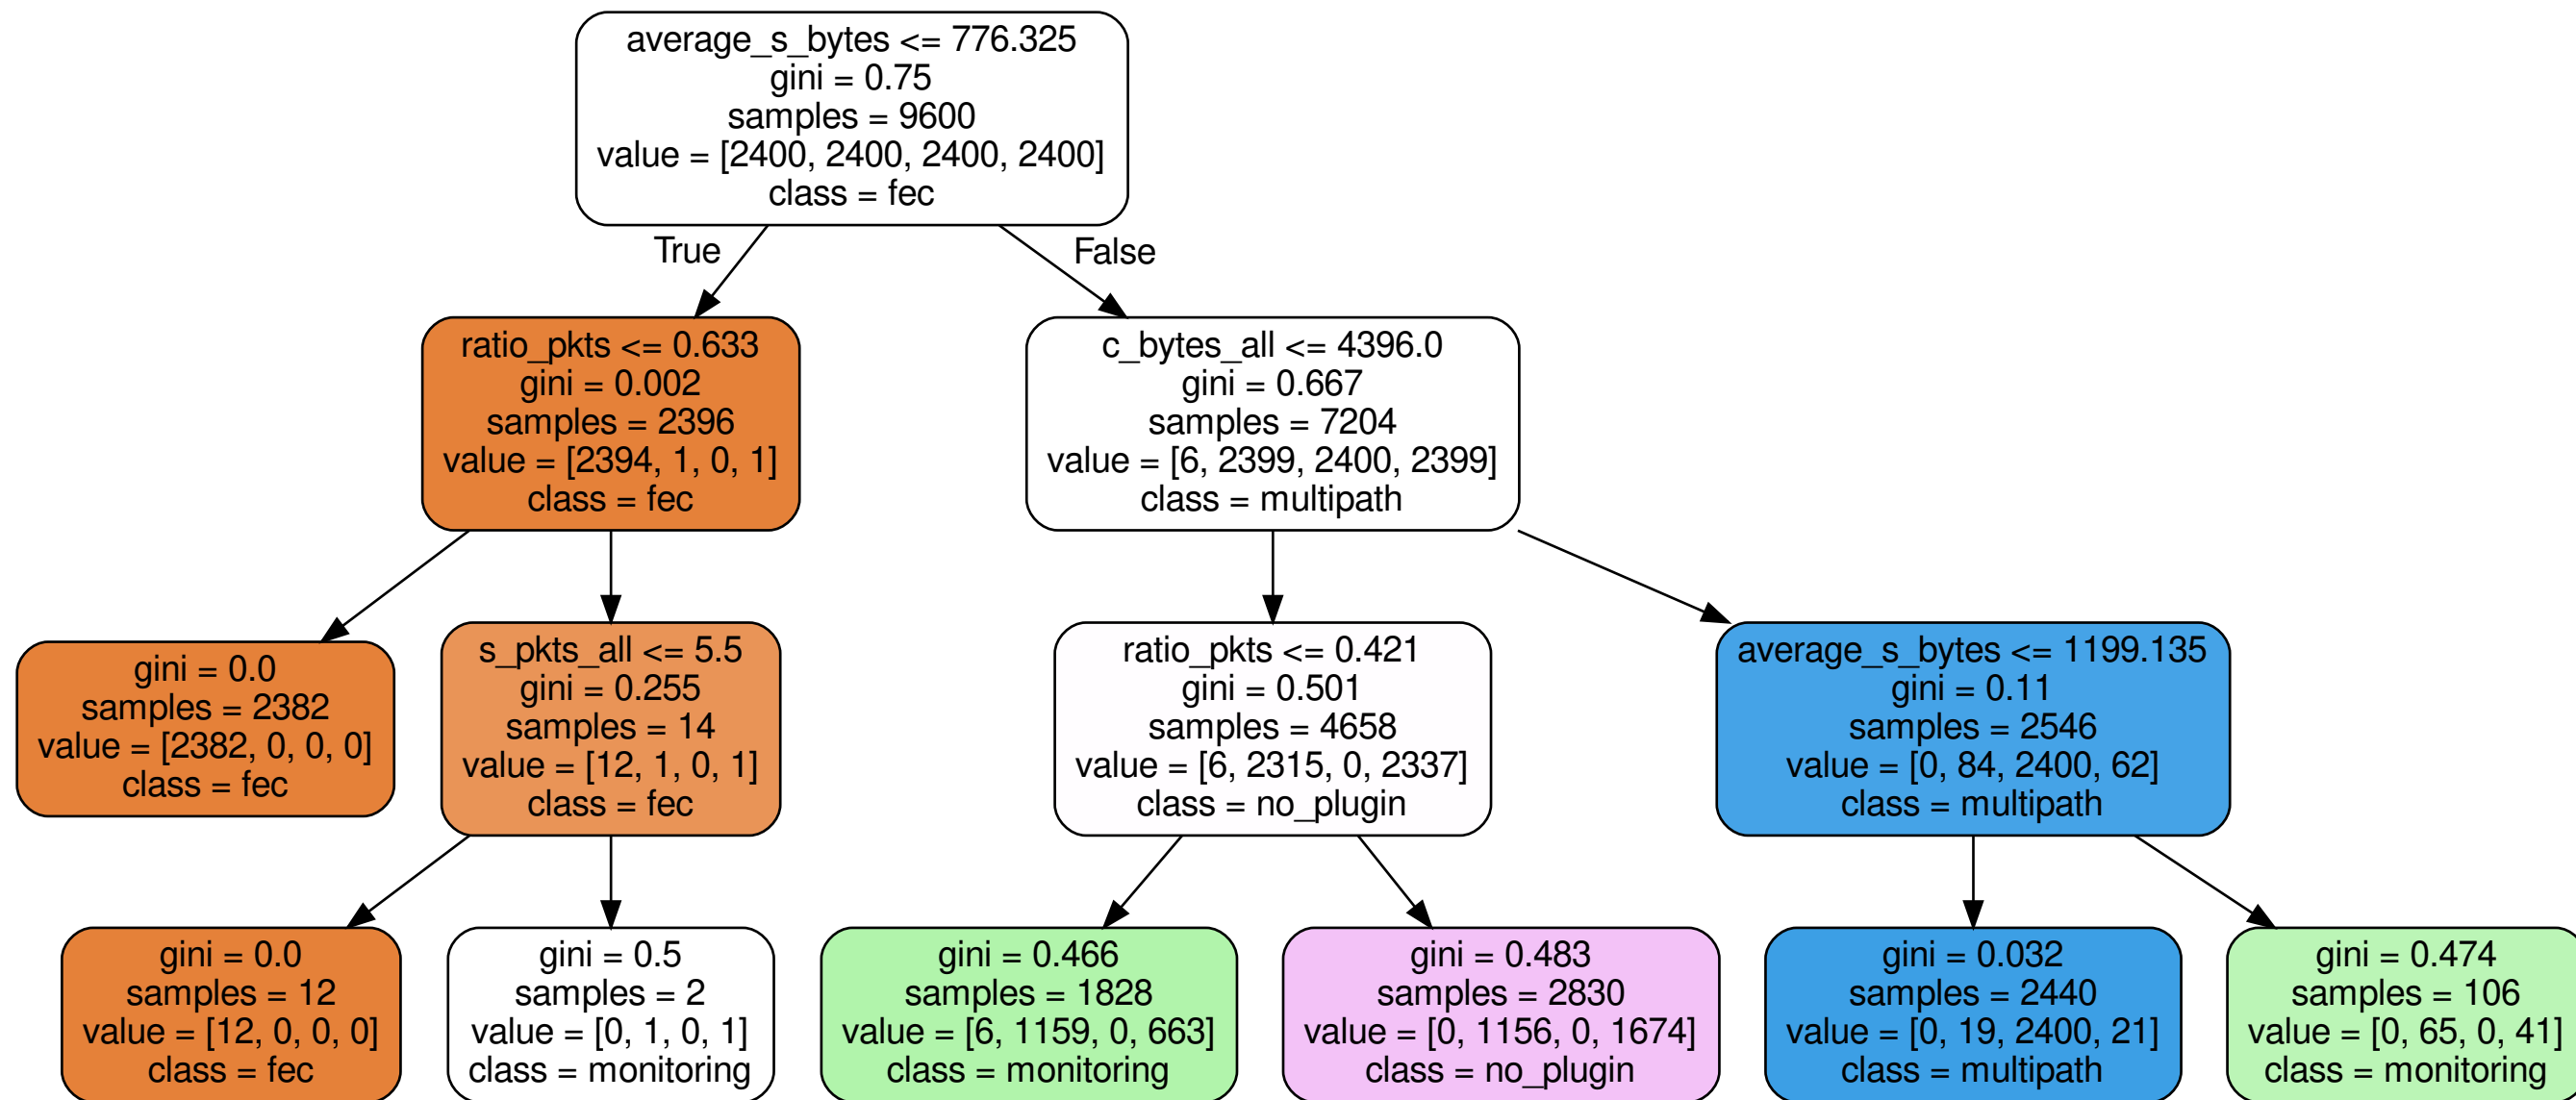 average_s_bytes <= 776.325
gini = 0.75
samples = 9600
value = [2400, 2400, 2400, 2400]
class = fec
True
False
ratio_pkts <= 0.633
gini = 0.002
samples = 2396
value = [2394, 1, 0, 1]
class = fec
c_bytes_all <= 4396.0
gini = 0.667
samples = 7204
value = [6, 2399, 2400, 2399]
class = multipath
gini = 0.0
samples = 2382
value = [2382, 0, 0, 0]
class = fec
s_pkts_all <= 5.5
gini = 0.255
samples = 14
value = [12, 1, 0, 1]
class = fec
ratio_pkts <= 0.421
gini = 0.501
samples = 4658
value = [6, 2315, 0, 2337]
class = no_plugin
average_s_bytes <= 1199.135
gini = 0.11
samples = 2546
value = [0, 84, 2400, 62]
class = multipath
gini = 0.0
samples = 12
value = [12, 0, 0, 0]
class = fec
gini = 0.5
samples = 2
value = [0, 1, 0, 1]
class = monitoring
gini = 0.466
samples = 1828
value = [6, 1159, 0, 663]
class = monitoring
gini = 0.483
samples = 2830
value = [0, 1156, 0, 1674]
class = no_plugin
gini = 0.032
samples = 2440
value = [0, 19, 2400, 21]
class = multipath
gini = 0.474
samples = 106
value = [0, 65, 0, 41]
class = monitoring